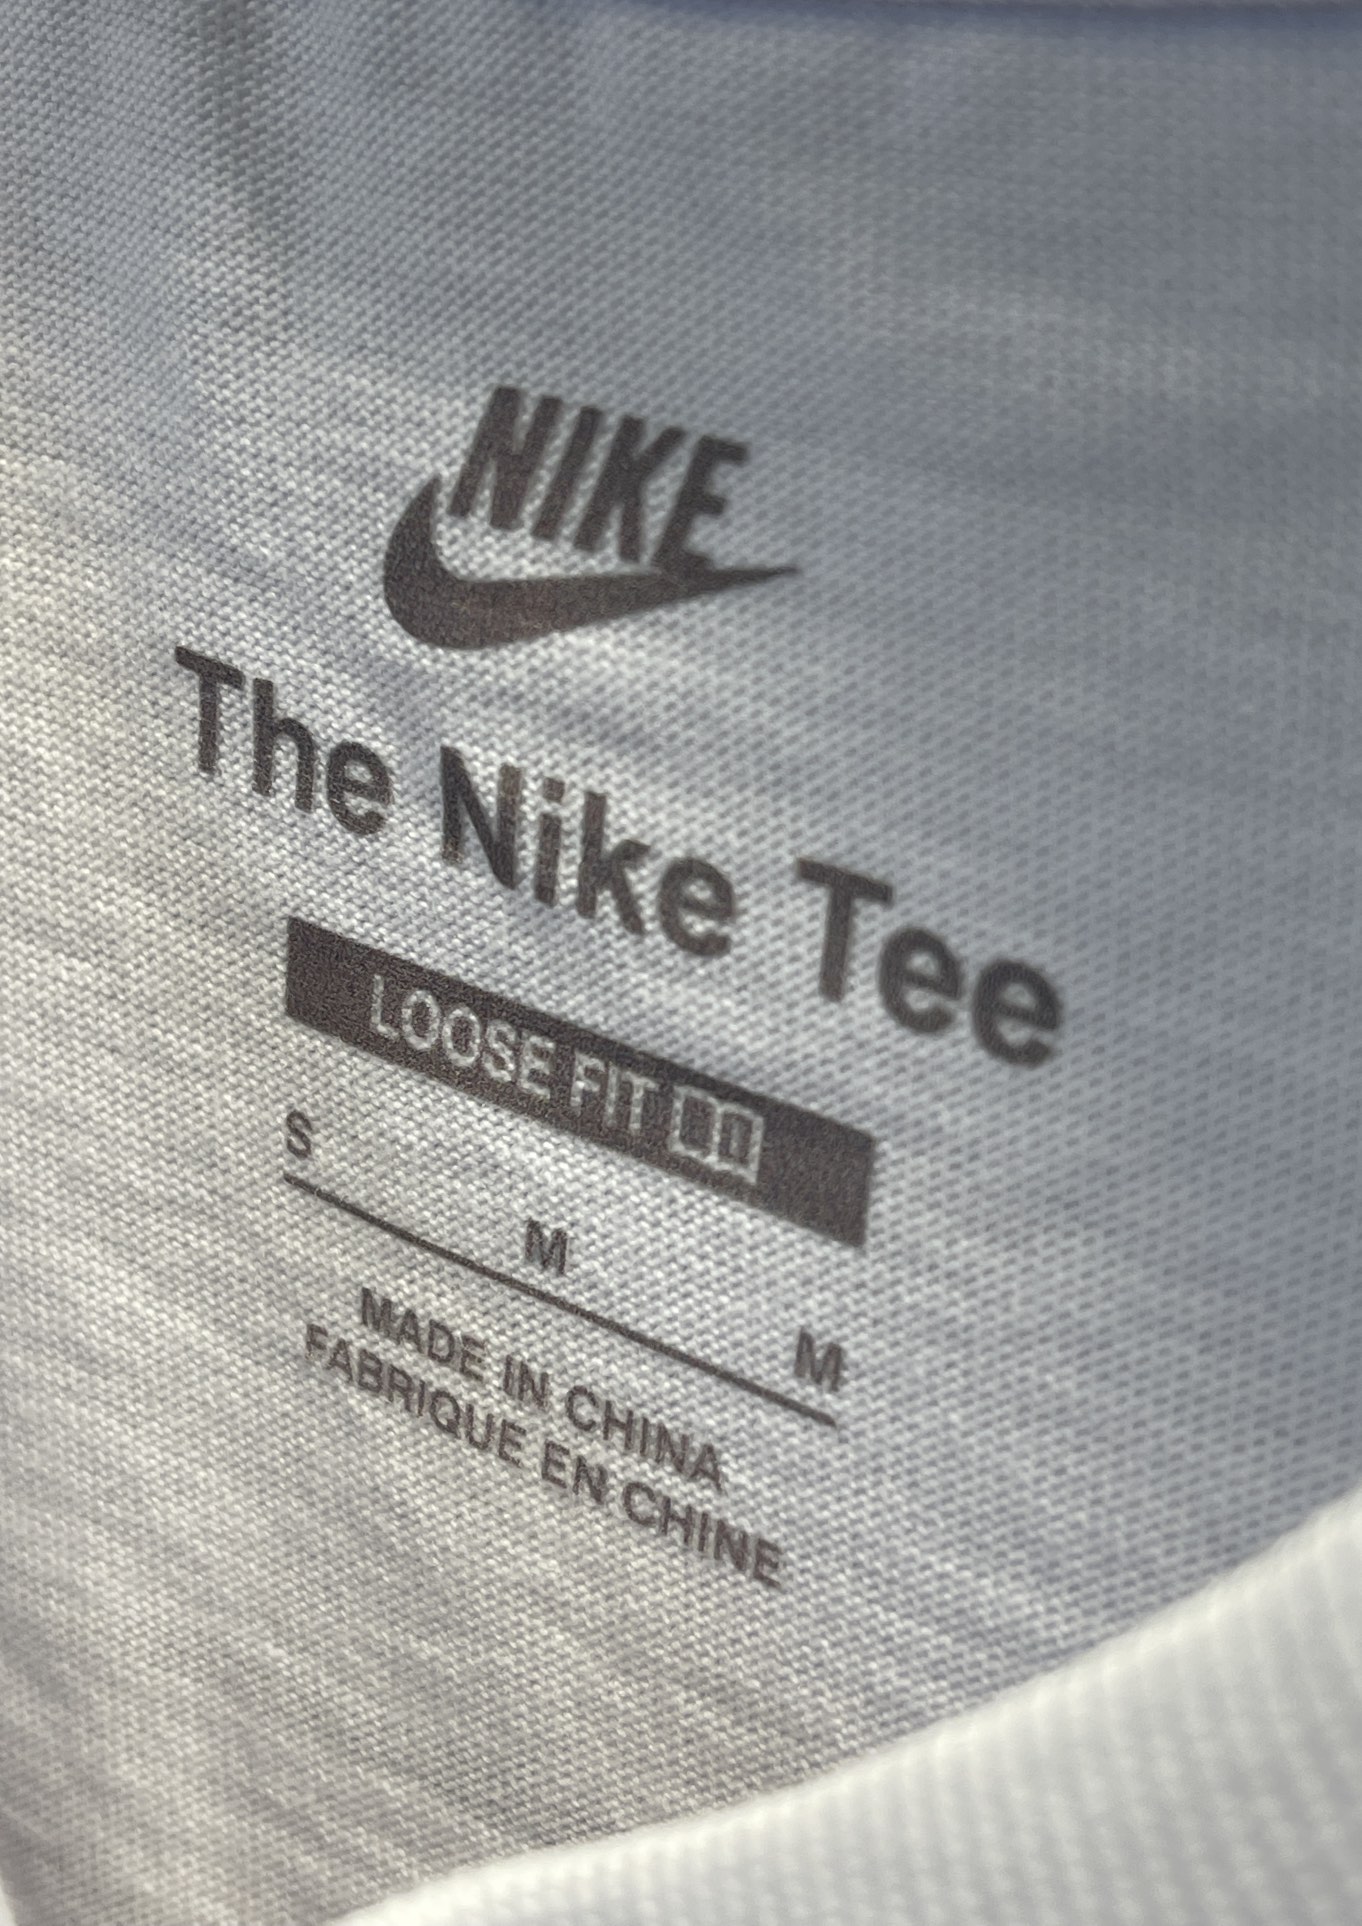 NIKE
The Nike Tee
LOOSE FIT
S M M
MADE IN CHINA
FABRIQUE EN CHINE